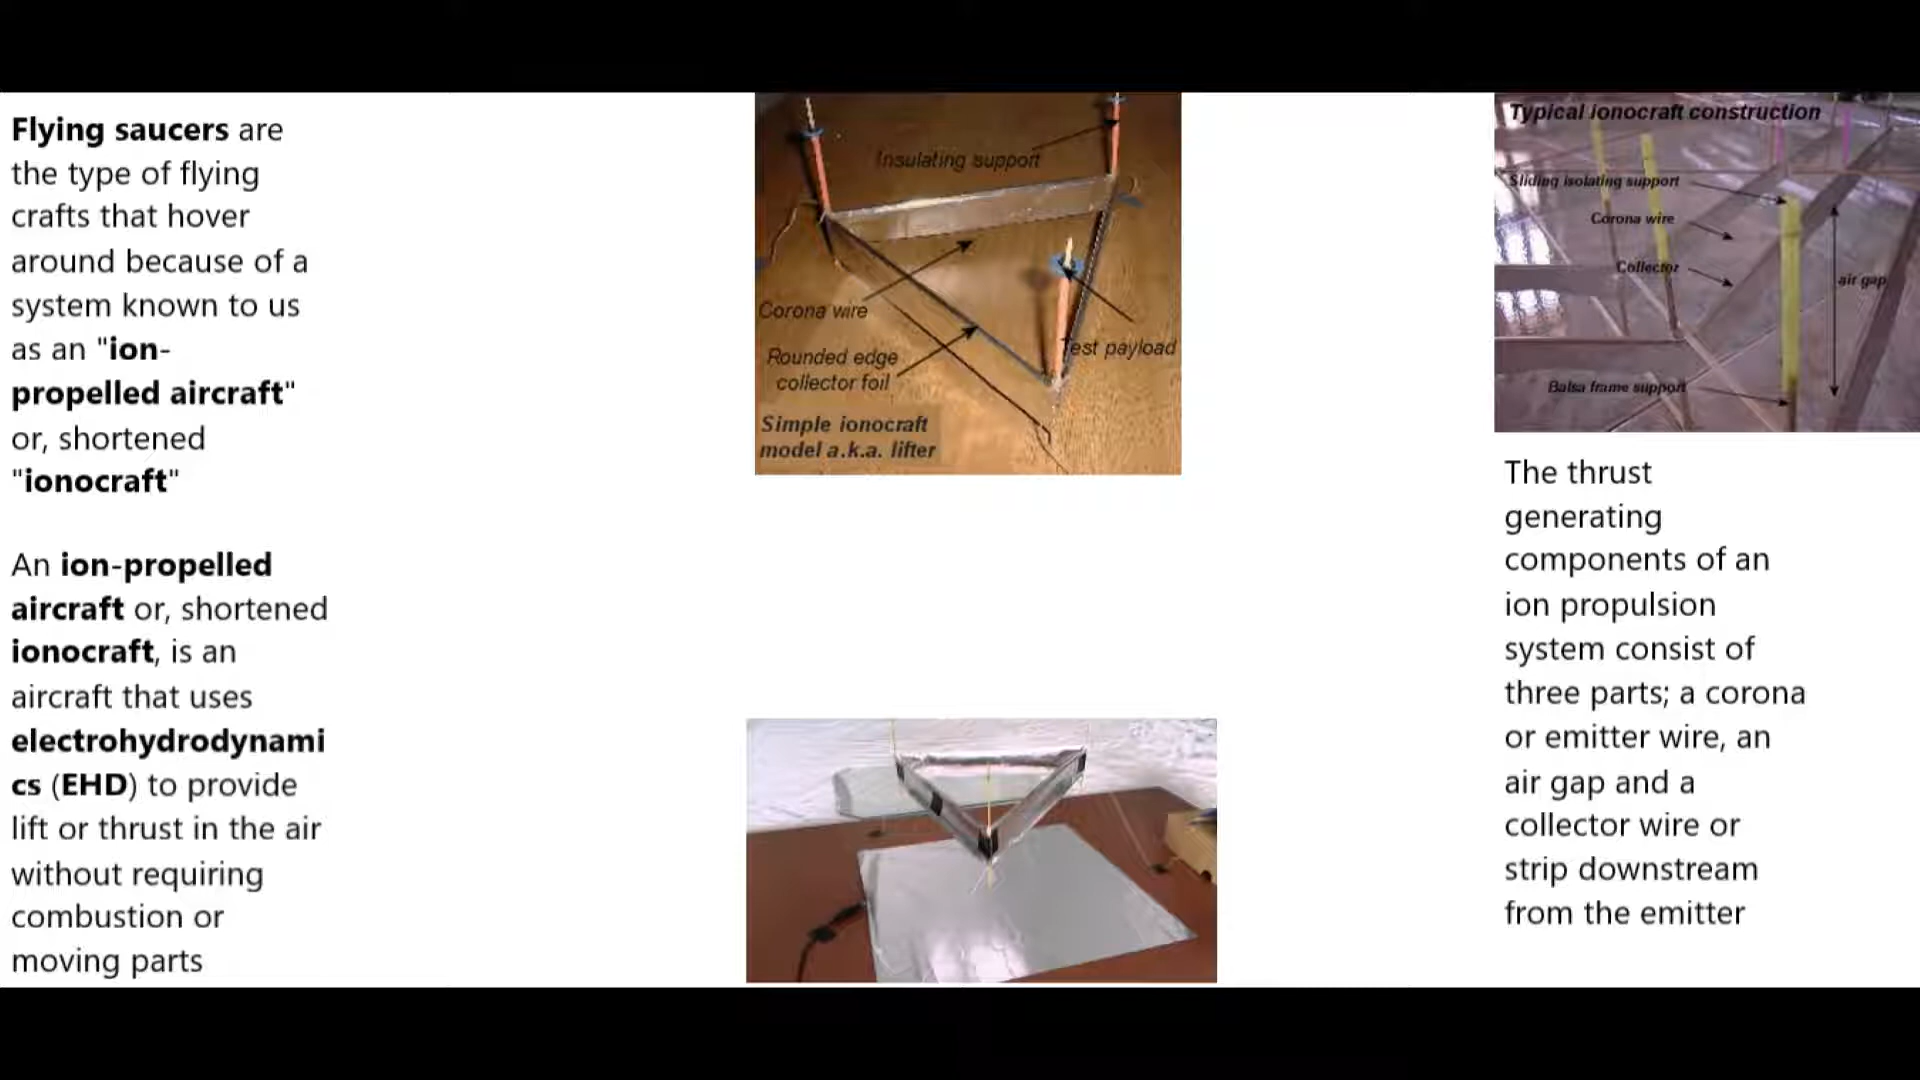 Flying saucers are
the type of flying
crafts that hover
around because of a
system known to us
as an "ion-
propelled aircraft"
or, shortened
"ionocraft"
An ion-propelled
aircraft or, shortened
ionocraft, is an
aircraft that uses
electrohydrodynami
cs (EHD) to provide
lift or thrust in the air
without requiring
combustion or
moving parts
Insulating support
Corona wire
Rounded edge
collector foil
Test payload
Simple ionocraft
model a.k.a. lifter
Typical ionocraft construction
Sliding isolating support
Corona wire
Collector
air gap
Balsa frame support
The thrust
generating
components of an
ion propulsion
system consist of
three parts; a corona
or emitter wire, an
air gap and a
collector wire or
strip downstream
from the emitter